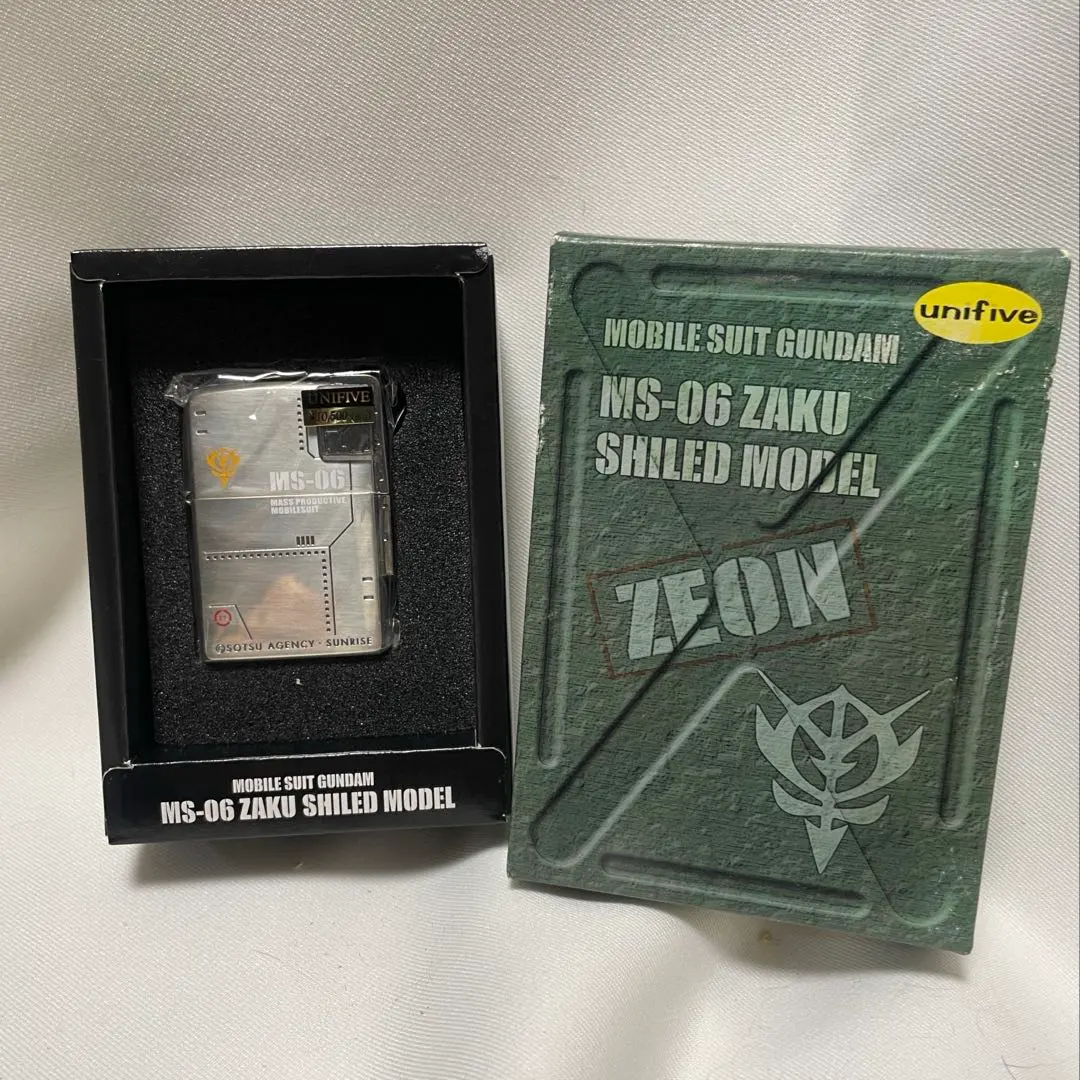 UNIFIVE
MS-06
MASS PRODUCTIVE
MOBILESUIT
©SOTSU AGENCY・SUNRISE
MOBILE SUIT GUNDAM
MS-06 ZAKU SHILED MODEL
unifive
MOBILE SUIT GUNDAM
MS-06 ZAKU
SHILED MODEL
ZEON